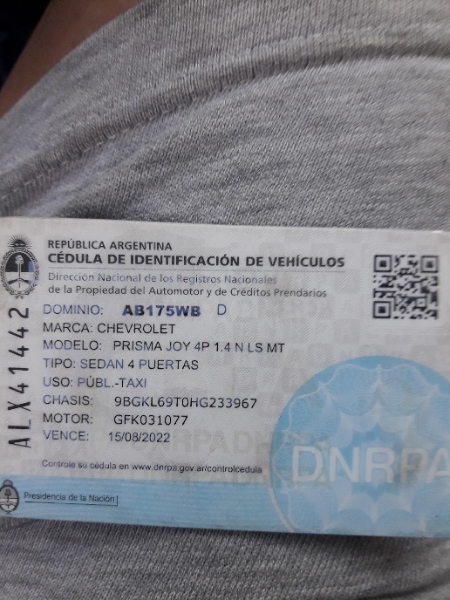 REPÚBLICA ARGENTINA
CÉDULA DE IDENTIFICACIÓN DE VEHÍCULOS
Dirección Nacional de los Registros Nacionales
de la Propiedad del Automotor y de Créditos Prendarios
DOMINIO: AB175WB D
MARCA: CHEVROLET
MODELO: PRISMA JOY 4P 1.4 N LS MT
TIPO: SEDAN 4 PUERTAS
USO: PÚBL.-TAXI
CHASIS: 9BGKL69T0HG233967
MOTOR: GFK031077
VENCE: 15/08/2022
Controle su cédula en www.dnrpa.gov.ar/controlcedula
Presidencia de la Nación
ALX41442
DNRPA